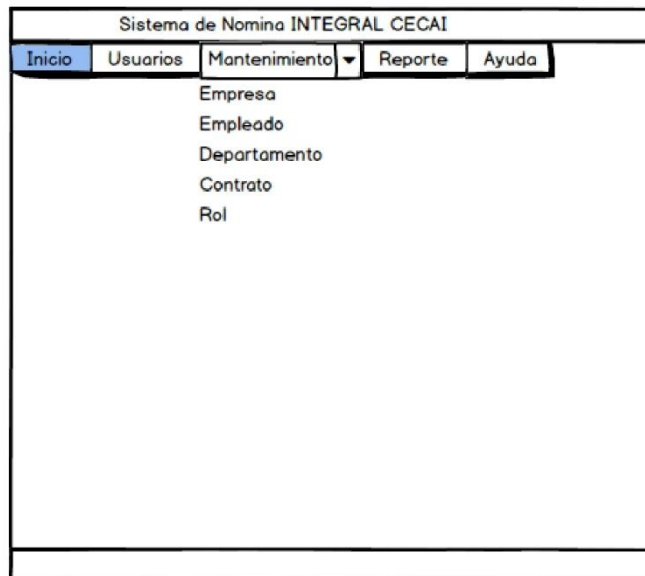 Sistema de Nomina INTEGRAL CECAI
Inicio Usuarios Mantenimiento Reporte Ayuda
Empresa
Empleado
Departamento
Contrato
Rol